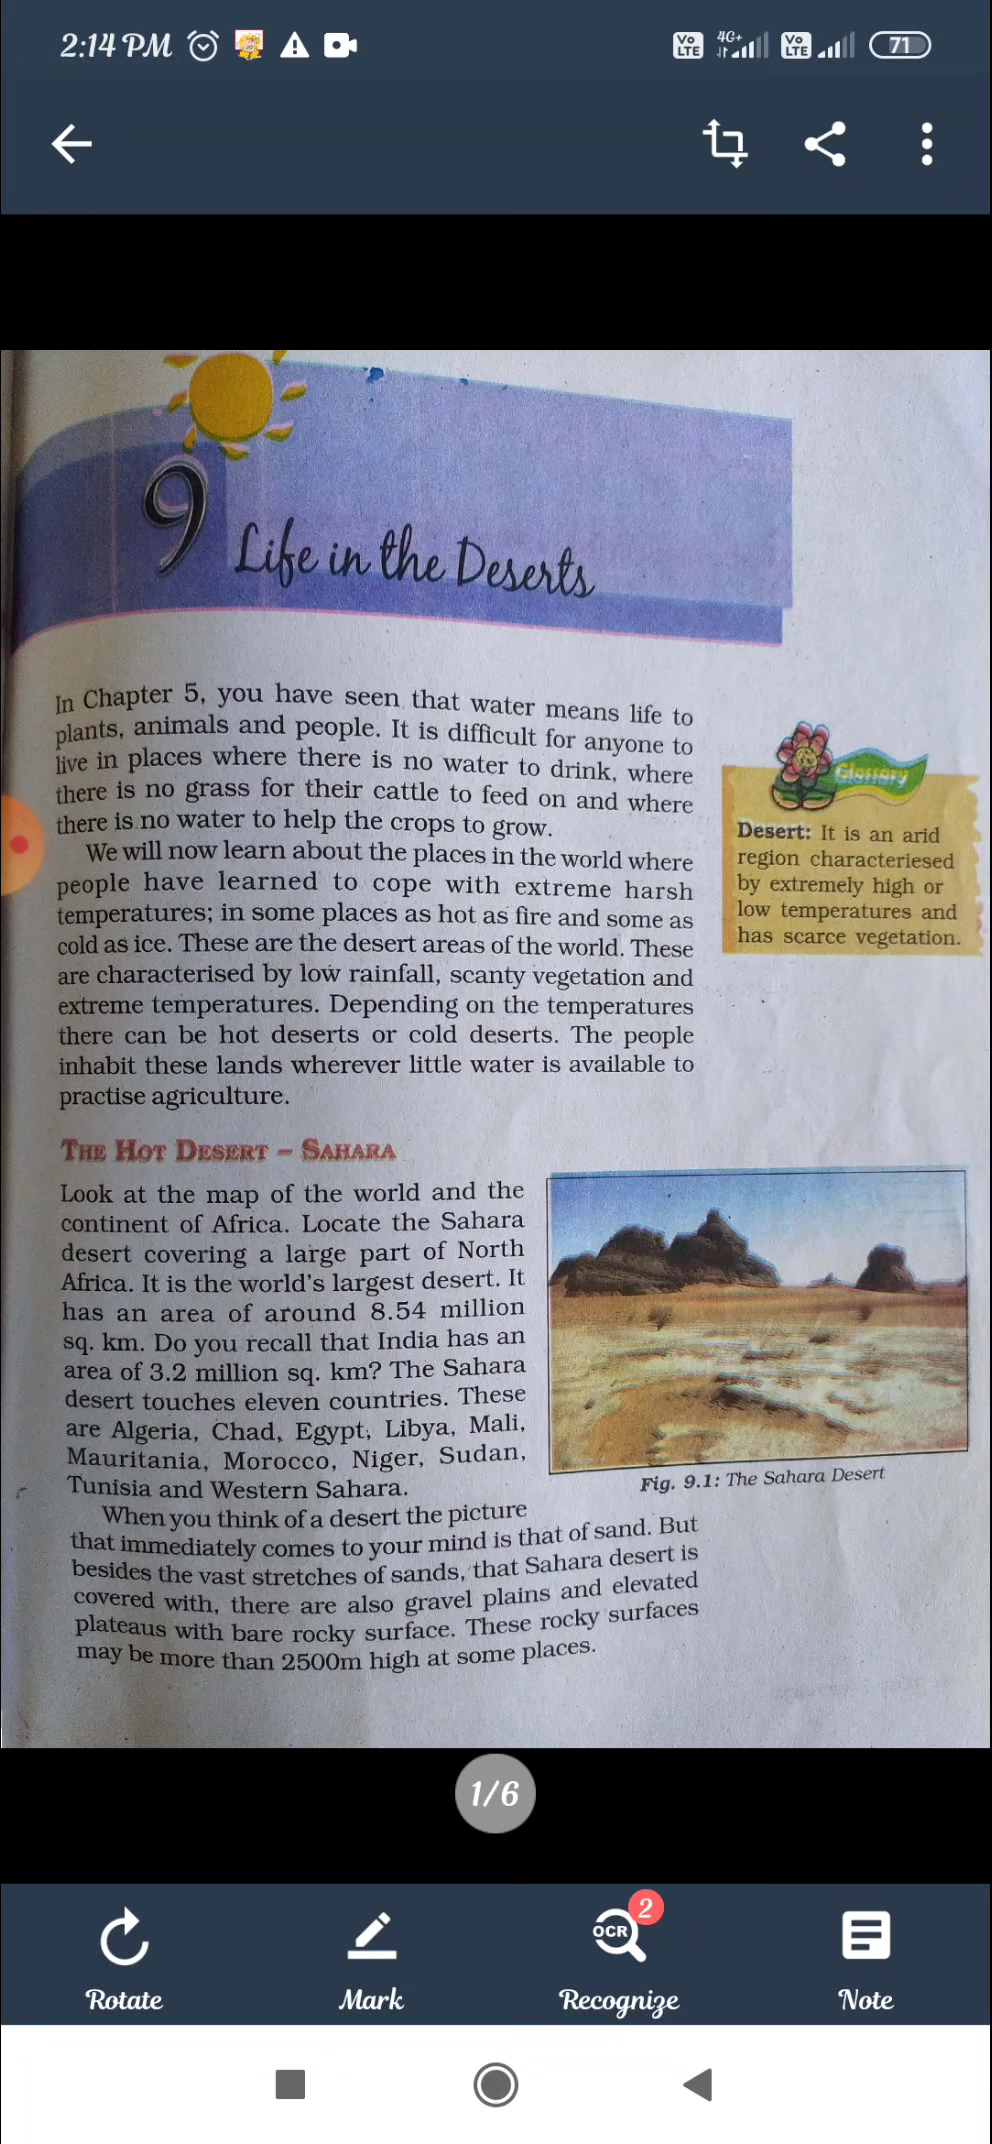 2:14 PM
Vo LTE 4G+ Vo LTE 71
9 Life in the Deserts
In Chapter 5, you have seen that water means life to
plants, animals and people. It is difficult for anyone to
live in places where there is no water to drink, where
there is no grass for their cattle to feed on and where
there is no water to help the crops to grow.
We will now learn about the places in the world where
people have learned to cope with extreme harsh
temperatures; in some places as hot as fire and some as
cold as ice. These are the desert areas of the world. These
are characterised by low rainfall, scanty vegetation and
extreme temperatures. Depending on the temperatures
there can be hot deserts or cold deserts. The people
inhabit these lands wherever little water is available to
practise agriculture.
Glossary
Desert: It is an arid
region characteriesed
by extremely high or
low temperatures and
has scarce vegetation.
THE HOT DESERT – SAHARA
Look at the map of the world and the
continent of Africa. Locate the Sahara
desert covering a large part of North
Africa. It is the world's largest desert. It
has an area of around 8.54 million
sq. km. Do you recall that India has an
area of 3.2 million sq. km? The Sahara
desert touches eleven countries. These
are Algeria, Chad, Egypt, Libya, Mali,
Mauritania, Morocco, Niger, Sudan,
Tunisia and Western Sahara.
When you think of a desert the picture
that immediately comes to your mind is that of sand. But
besides the vast stretches of sands, that Sahara desert is
covered with, there are also gravel plains and elevated
plateaus with bare rocky surface. These rocky surfaces
may be more than 2500m high at some places.
Fig. 9.1: The Sahara Desert
1/6
OCR 2
Rotate Mark Recognize Note